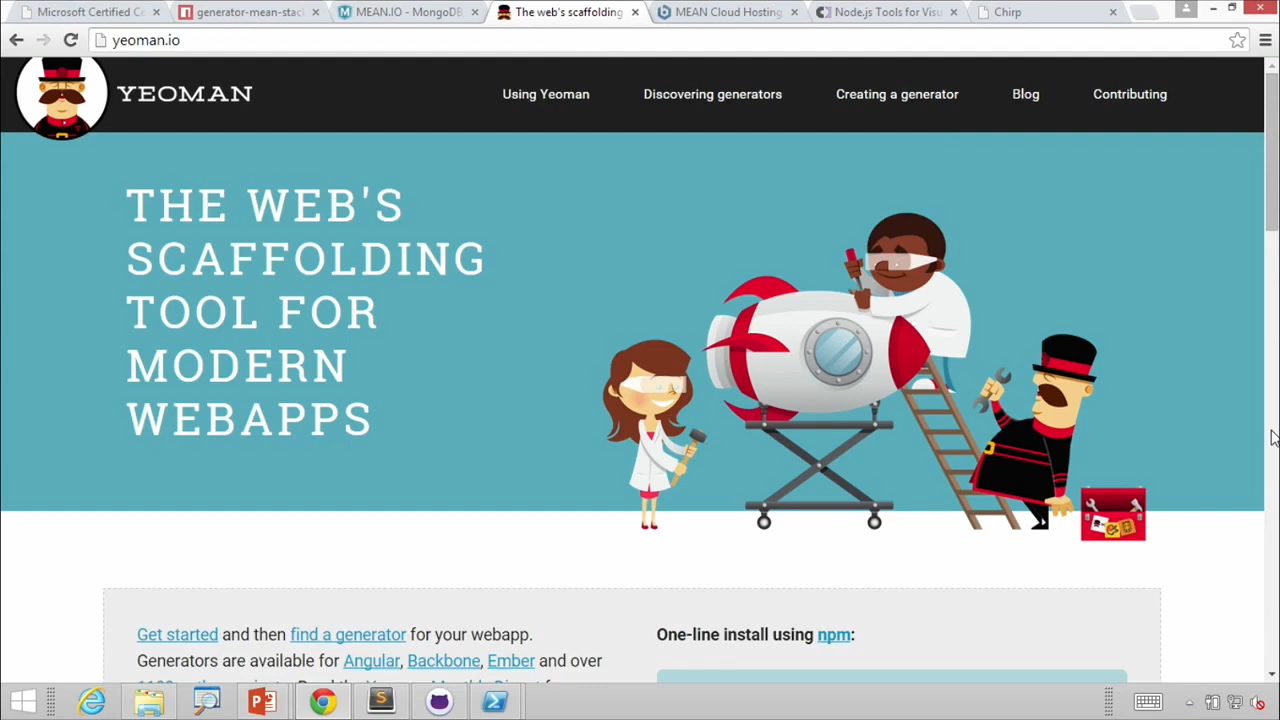 Microsoft Certified Ce
generator-mean-stac
MEAN.IO - MongoDB
The web's scaffolding
MEAN Cloud Hosting
Node.js Tools for Visu
Chirp
yeoman.io
YEOMAN
Using Yeoman
Discovering generators
Creating a generator
Blog
Contributing
THE WEB'S
SCAFFOLDING
TOOL FOR
MODERN
WEBAPPS
Get started and then find a generator for your webapp.
Generators are available for Angular, Backbone, Ember and over
One-line install using npm: